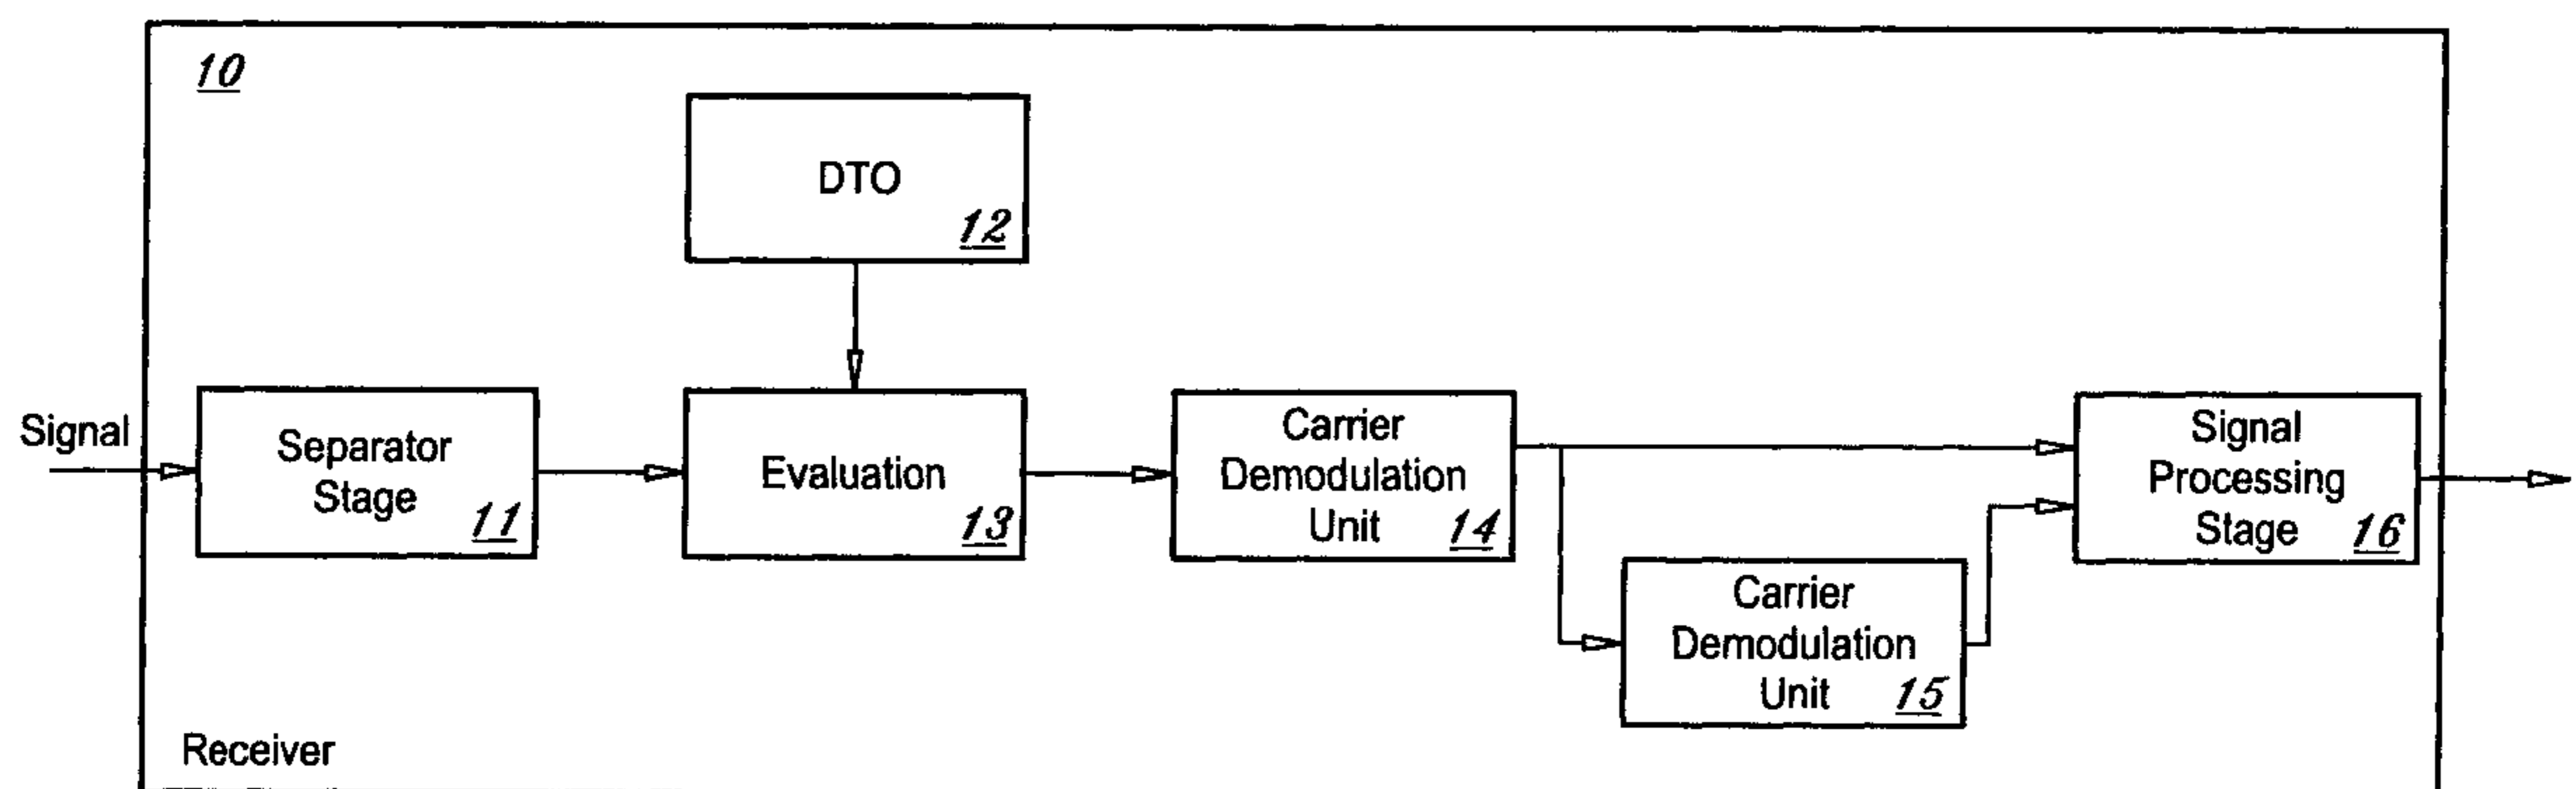 10
DTO
12
Signal
Separator
Stage
11
Evaluation
13
Carrier
Demodulation
Unit
14
Carrier
Demodulation
Unit
15
Signal
Processing
Stage
16
Receiver